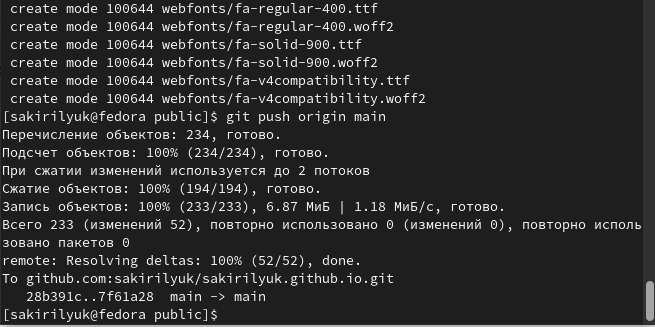 create mode 100644 webfonts/fa-regular-400.ttf
create mode 100644 webfonts/fa-regular-400.woff2
create mode 100644 webfonts/fa-solid-900.ttf
create mode 100644 webfonts/fa-solid-900.woff2
create mode 100644 webfonts/fa-v4compatibility.ttf
create mode 100644 webfonts/fa-v4compatibility.woff2
[sakirilyuk@fedora public]$ git push origin main
Перечисление объектов: 234, готово.
Подсчет объектов: 100% (234/234), готово.
При сжатии изменений используется до 2 потоков
Сжатие объектов: 100% (194/194), готово.
Запись объектов: 100% (233/233), 6.87 МиБ | 1.18 МиБ/с, готово.
Всего 233 (изменений 52), повторно использовано 0 (изменений 0), повторно исполь
зовано пакетов 0
remote: Resolving deltas: 100% (52/52), done.
To github.com:sakirilyuk/sakirilyuk.github.io.git
28b391c..7f61a28  main -> main
[sakirilyuk@fedora public]$